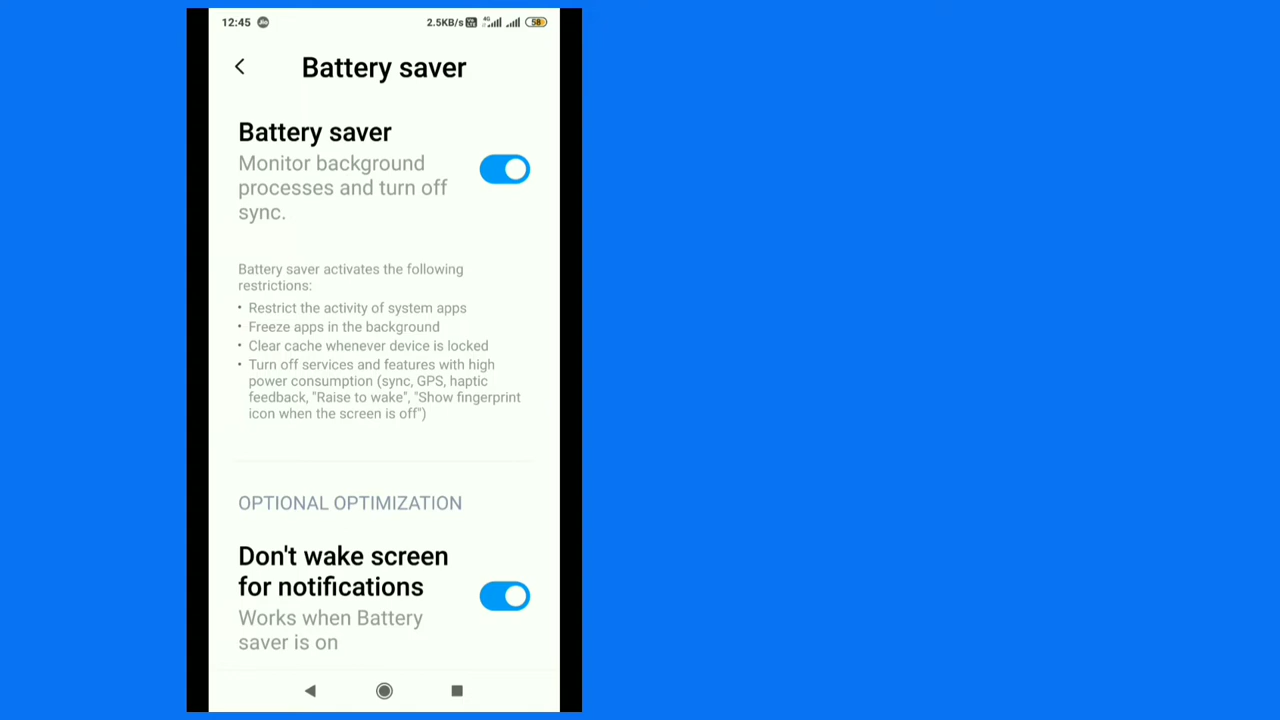 12:45 Jio 2.5KB/s 4G 58
Battery saver
Battery saver
Monitor background
processes and turn off
sync.
Battery saver activates the following
restrictions:
• Restrict the activity of system apps
• Freeze apps in the background
• Clear cache whenever device is locked
• Turn off services and features with high
power consumption (sync, GPS, haptic
feedback, "Raise to wake", "Show fingerprint
icon when the screen is off")
OPTIONAL OPTIMIZATION
Don't wake screen
for notifications
Works when Battery
saver is on